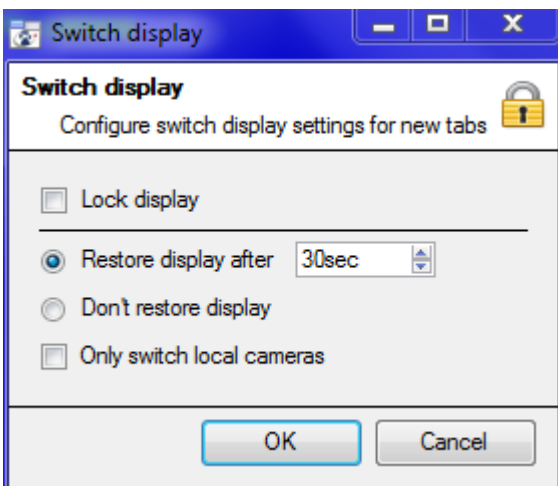 Switch display
Switch display
Configure switch display settings for new tabs
Lock display
Restore display after 30sec
Don't restore display
Only switch local cameras
OK Cancel